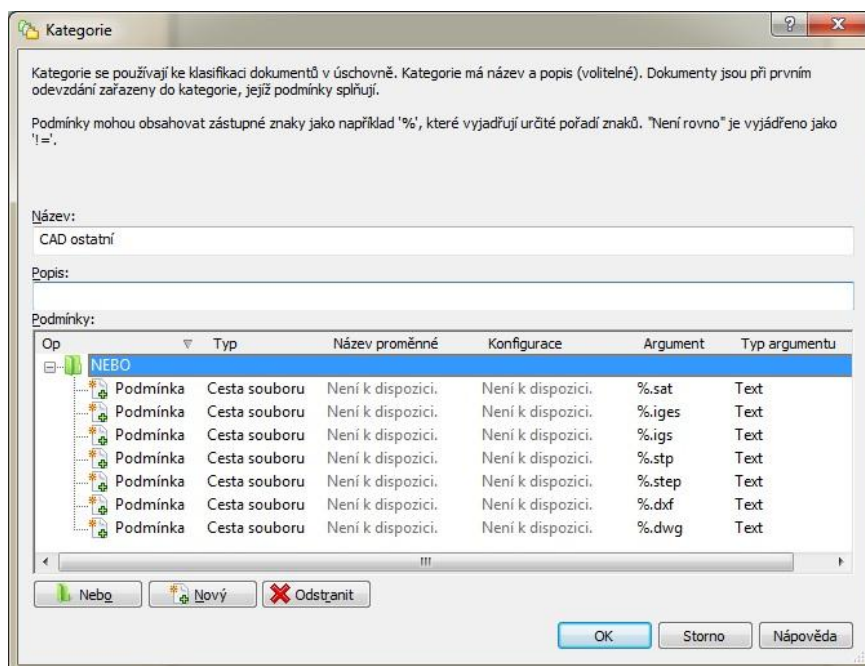 Kategorie
Kategorie se používají ke klasifikaci dokumentů v úschovně. Kategorie má název a popis (volitelné). Dokumenty jsou při prvním
odevzdání zařazeny do kategorie, jejíž podmínky splňují.
Podmínky mohou obsahovat zástupné znaky jako například '%', které vyjadřují určité pořadí znaků. "Není rovno" je vyjádřeno jako
'!='.
Název:
CAD ostatní
Popis:
Podmínky:
Op Typ Název proměnné Konfigurace Argument Typ argumentu
NEBO
Podmínka Cesta souboru Není k dispozici. Není k dispozici. %.sat Text
Podmínka Cesta souboru Není k dispozici. Není k dispozici. %.iges Text
Podmínka Cesta souboru Není k dispozici. Není k dispozici. %.igs Text
Podmínka Cesta souboru Není k dispozici. Není k dispozici. %.stp Text
Podmínka Cesta souboru Není k dispozici. Není k dispozici. %.step Text
Podmínka Cesta souboru Není k dispozici. Není k dispozici. %.dxf Text
Podmínka Cesta souboru Není k dispozici. Není k dispozici. %.dwg Text
Nebo Nový Odstranit
OK Storno Nápověda